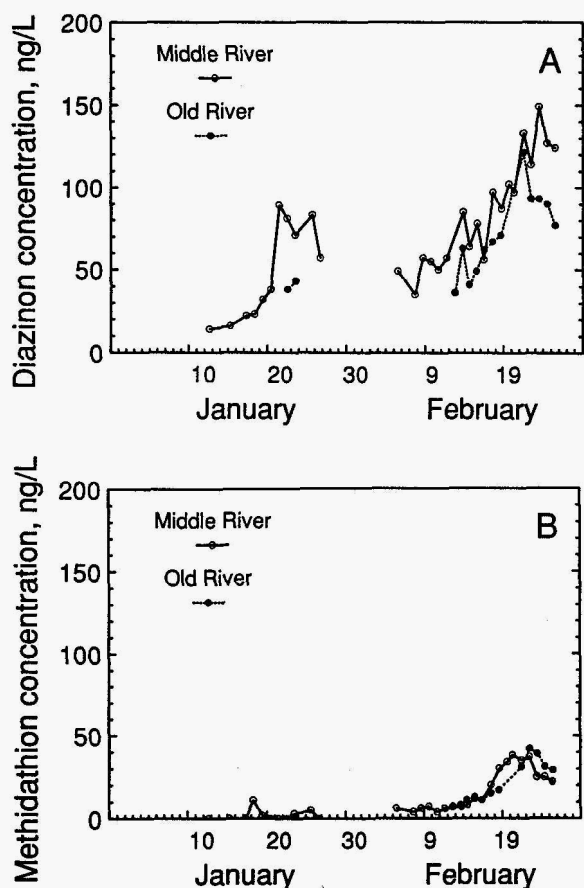 Diazinon concentration, ng/L
200
150
100
50
0
Middle River
Old River
A
10 20 30 9 19
January February
Methidathion concentration, ng/L
200
150
100
50
0
Middle River
Old River
B
10 20 30 9 19
January February